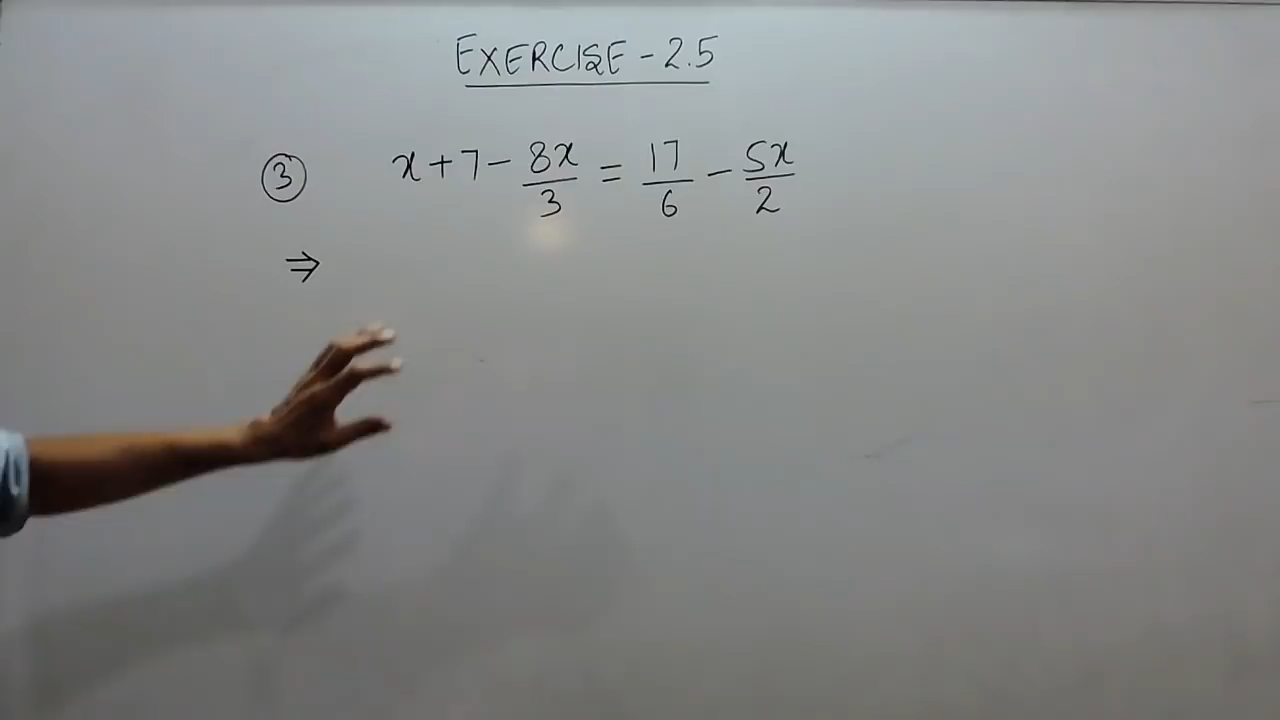 EXERCISE - 2.5
③ x + 7 - 8x/3 = 17/6 - 5x/2
⇒